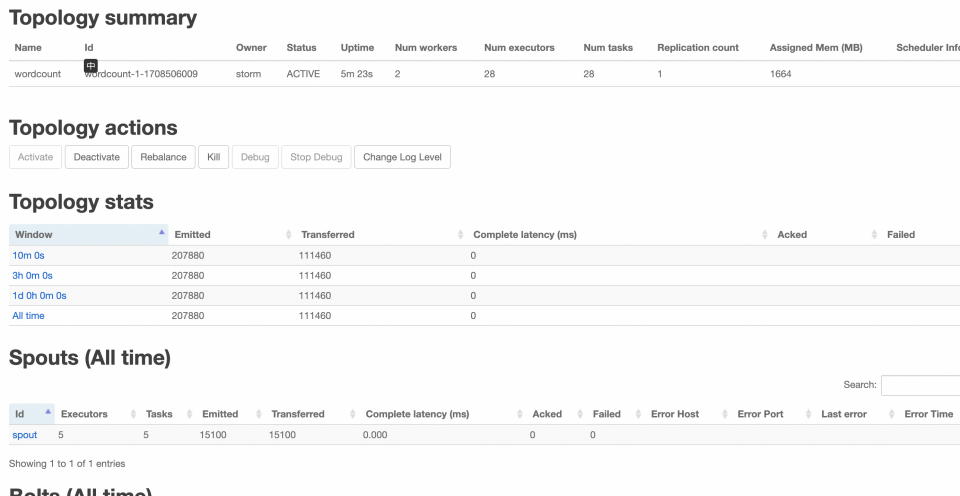 Topology summary
Name Id Owner Status Uptime Num workers Num executors Num tasks Replication count Assigned Mem (MB) Scheduler Info
中
wordcount wordcount-1-1708506009 storm ACTIVE 5m 23s 2 28 28 1 1664
Topology actions
Activate Deactivate Rebalance Kill Debug Stop Debug Change Log Level
Topology stats
Window Emitted Transferred Complete latency (ms) Acked Failed
10m 0s 207880 111460 0
3h 0m 0s 207880 111460 0
1d 0h 0m 0s 207880 111460 0
All time 207880 111460 0
Spouts (All time)
Search:
Id Executors Tasks Emitted Transferred Complete latency (ms) Acked Failed Error Host Error Port Last error Error Time
spout 5 5 15100 15100 0.000 0 0
Showing 1 to 1 of 1 entries
Bolts (All time)